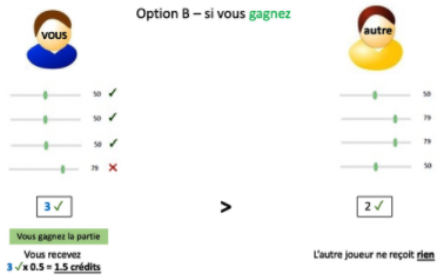 Option B – si vous gagnez
vous
autre
50 ✓
50 ✓
50 ✓
79 ✗
50
79
79
50
3 ✓
>
2 ✓
Vous gagnez la partie
Vous recevez
3 ✓x 0.5 = 1.5 crédits
L'autre joueur ne reçoit rien